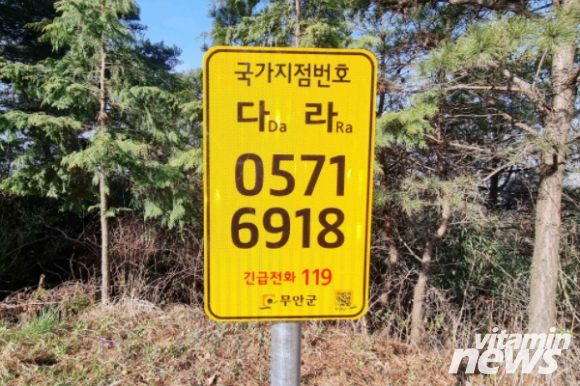 국가지점번호
다Da 라Ra
0571
6918
긴급전화 119
무안군
vitamin
news